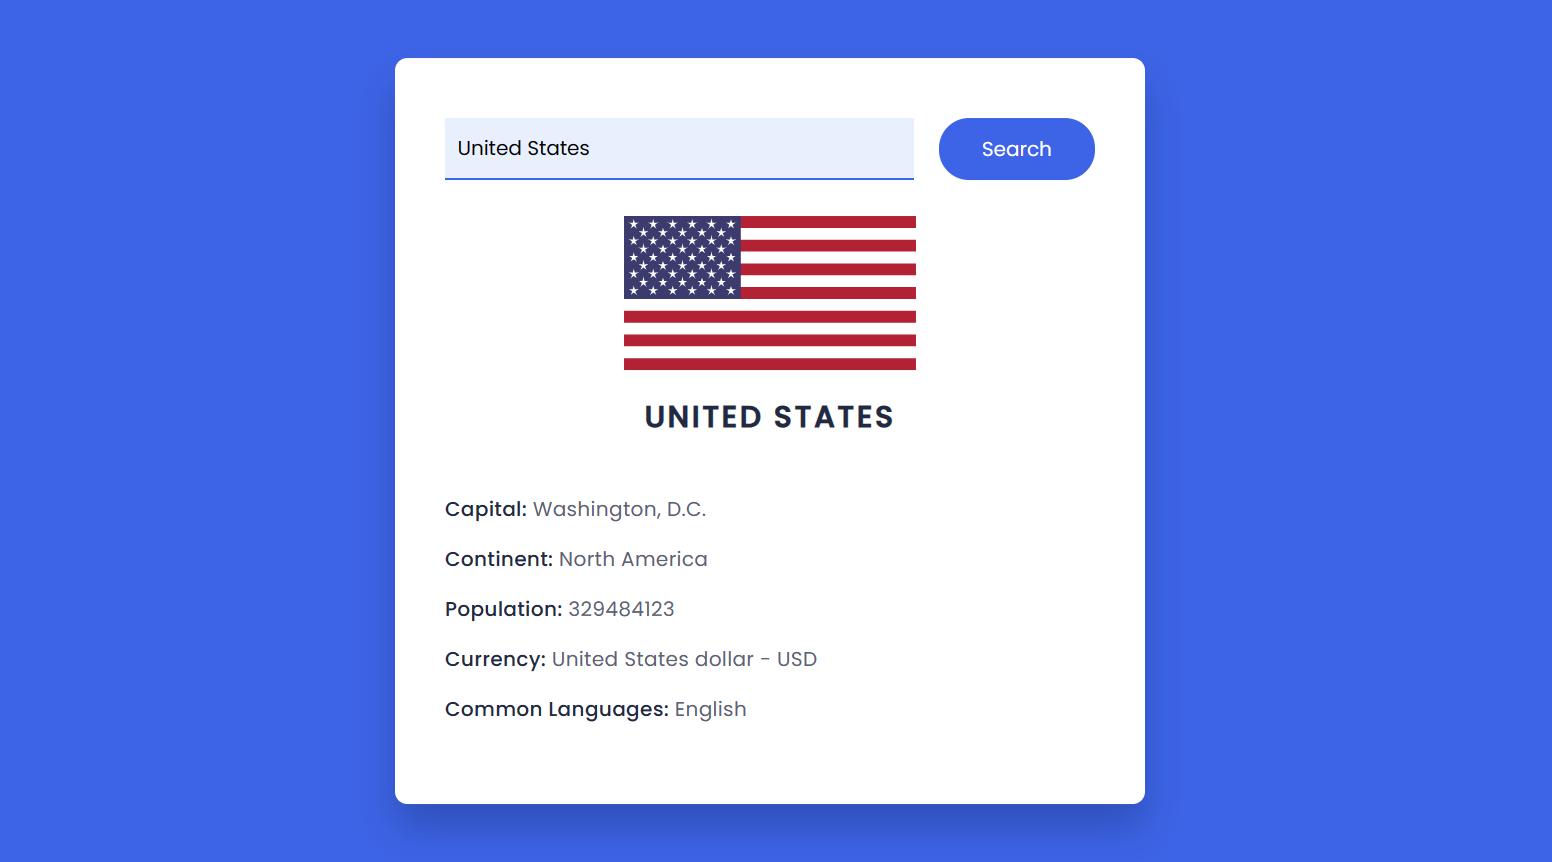 United States
Search
UNITED STATES
Capital: Washington, D.C.
Continent: North America
Population: 329484123
Currency: United States dollar - USD
Common Languages: English